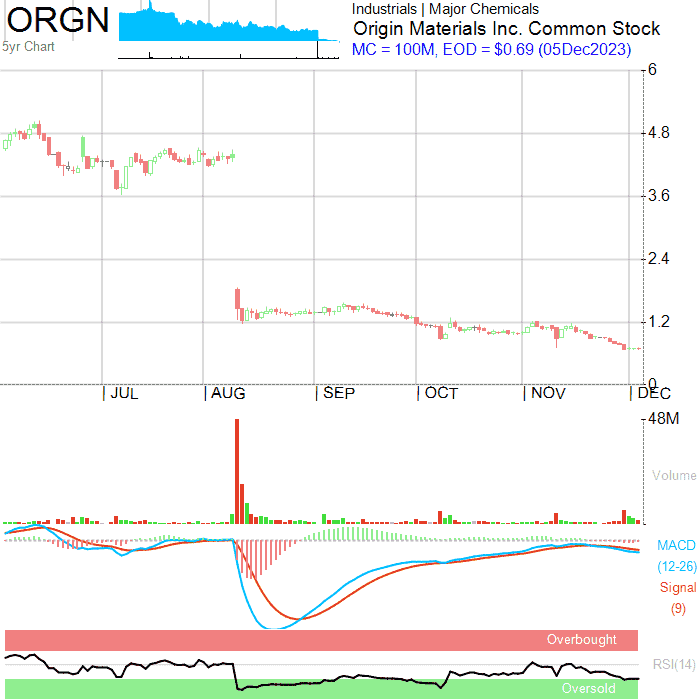 ORGN
5yr Chart
Industrials | Major Chemicals
Origin Materials Inc. Common Stock
MC = 100M, EOD = $0.69 (05Dec2023)
6
4.8
3.6
2.4
1.2
0
| JUL | AUG | SEP | OCT | NOV | DEC
48M
Volume
MACD
(12-26)
Signal
(9)
Overbought
RSI(14)
Oversold